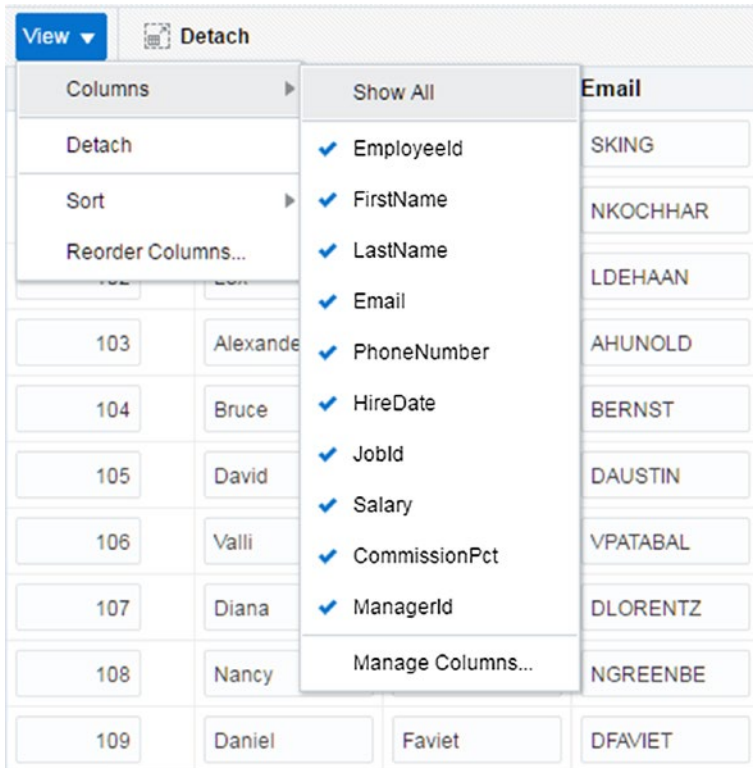 View Detach
Columns Show All Email
Detach EmployeeId SKING
Sort FirstName NKOCHHAR
Reorder Columns... LastName
LDEHAAN
Email
103 Alexande PhoneNumber AHUNOLD
104 Bruce HireDate BERNST
JobId
105 David DAUSTIN
Salary
106 Valli CommissionPct VPATABAL
107 Diana ManagerId DLORENTZ
108 Nancy Manage Columns... NGREENBE
109 Daniel Faviet DFAVIET